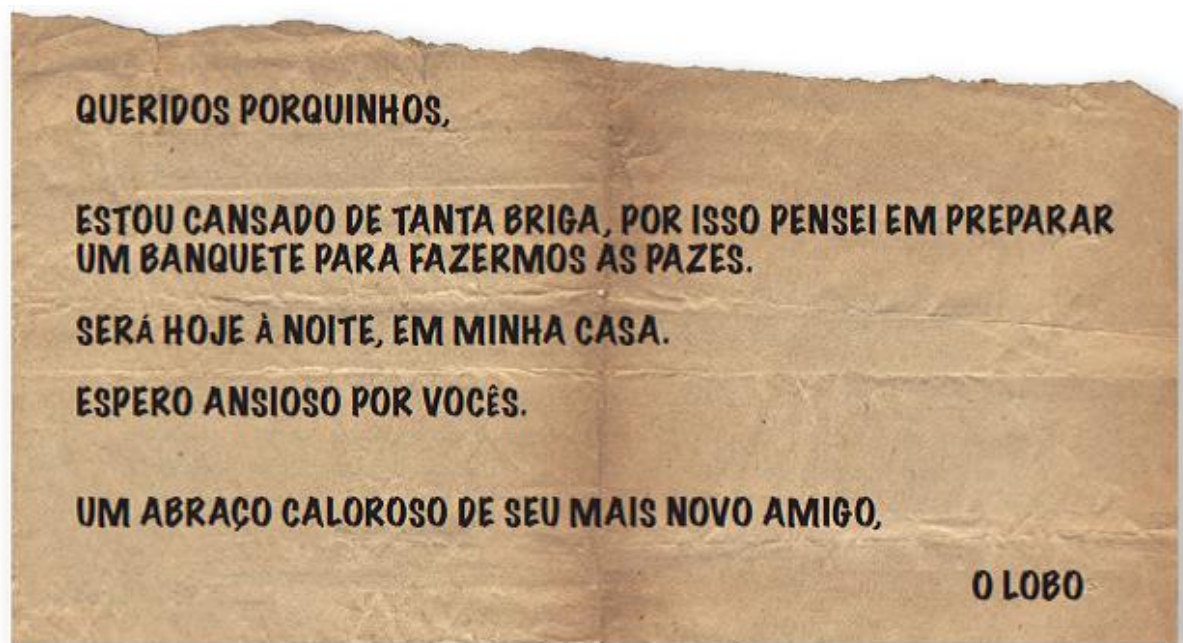 QUERIDOS PORQUINHOS,
ESTOU CANSADO DE TANTA BRIGA, POR ISSO PENSEI EM PREPARAR
UM BANQUETE PARA FAZERMOS AS PAZES.
SERÁ HOJE À NOITE, EM MINHA CASA.
ESPERO ANSIOSO POR VOCÊS.
UM ABRAÇO CALOROSO DE SEU MAIS NOVO AMIGO,
O LOBO